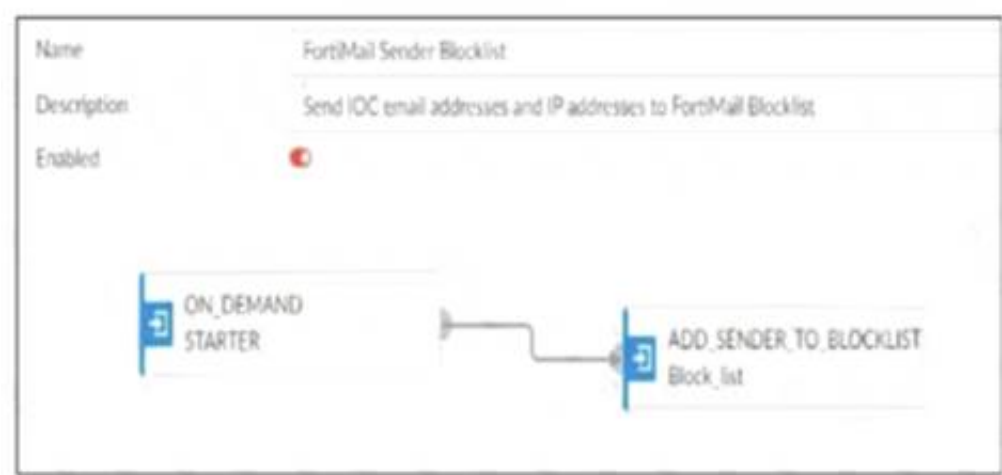 Name
FortiMail Sender Blocklist
Description
Send IOC email addresses and IP addresses to FortiMail Blocklist
Enabled
ON_DEMAND
STARTER
ADD_SENDER_TO_BLOCKLIST
Block_list